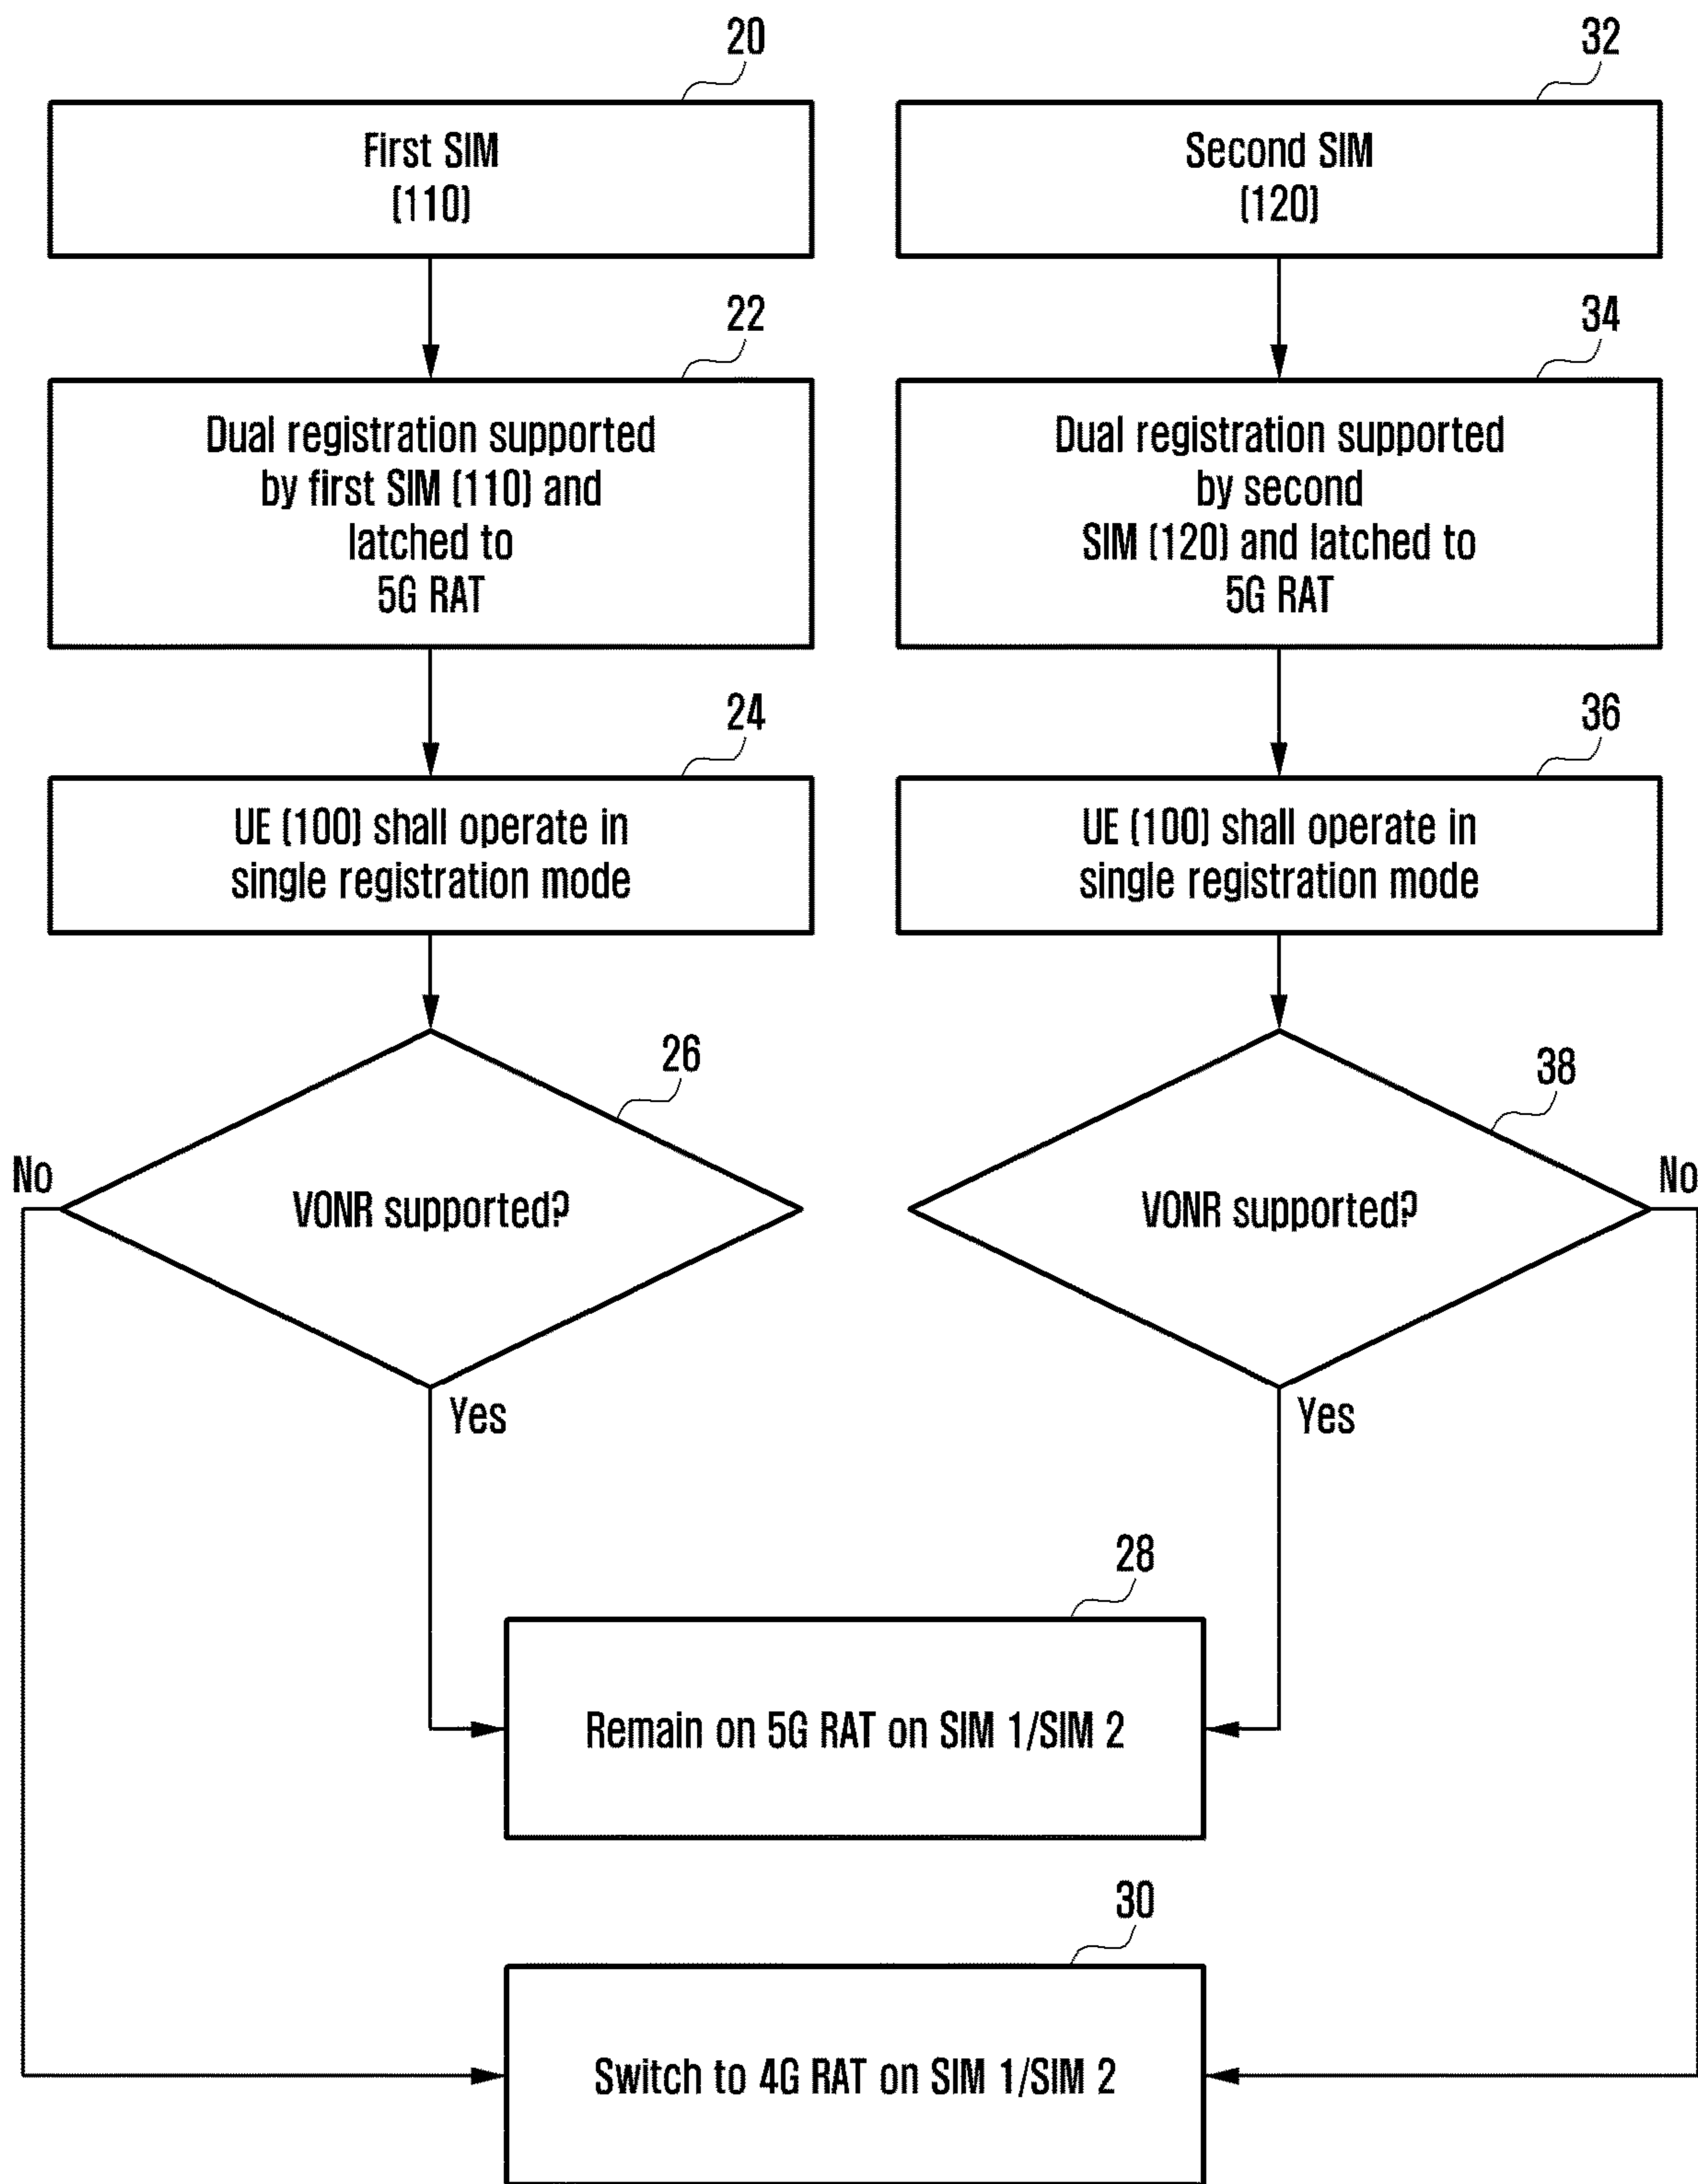 20
First SIM
(110)
22
Dual registration supported
by first SIM (110) and
latched to
5G RAT
24
UE (100) shall operate in
single registration mode
26
VONR supported?
No
Yes
32
Second SIM
(120)
34
Dual registration supported
by second
SIM (120) and latched to
5G RAT
36
UE (100) shall operate in
single registration mode
38
VONR supported?
No
Yes
28
Remain on 5G RAT on SIM 1/SIM 2
30
Switch to 4G RAT on SIM 1/SIM 2